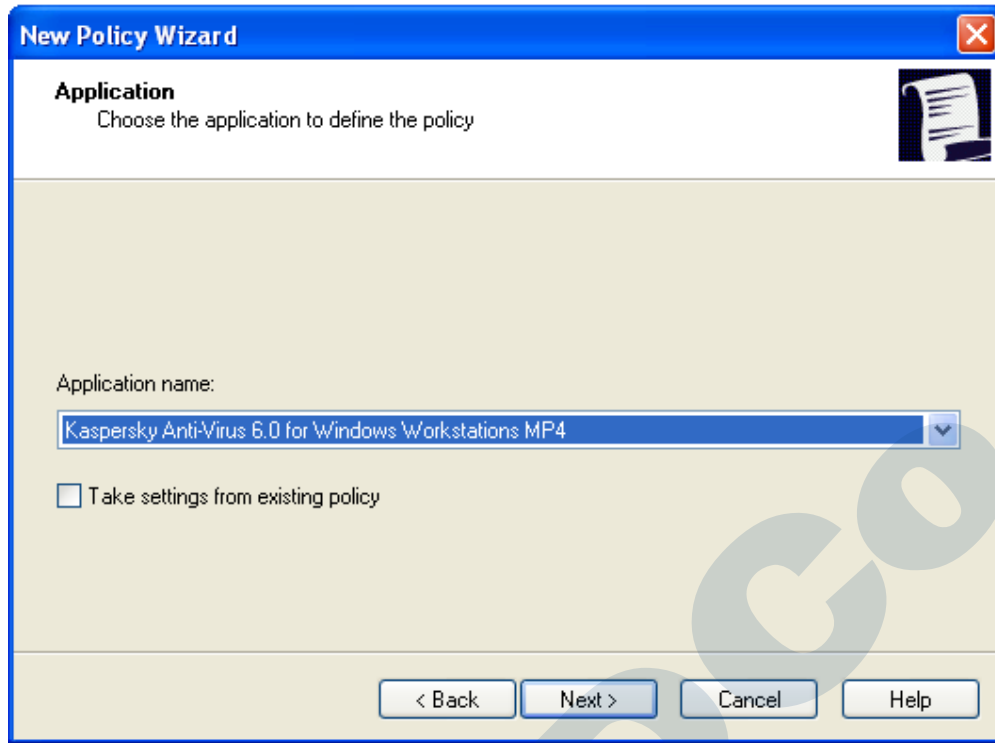 New Policy Wizard
Application
Choose the application to define the policy
Application name:
Kaspersky Anti-Virus 6.0 for Windows Workstations MP4
Take settings from existing policy
< Back Next > Cancel Help